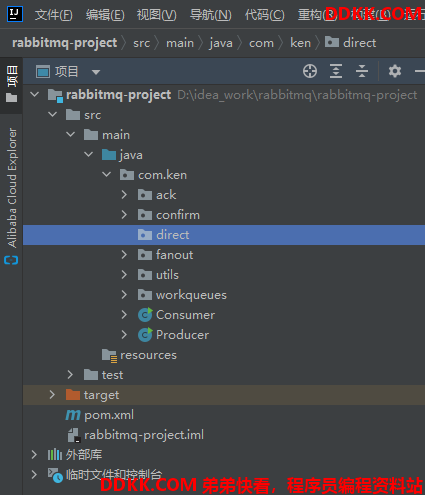 IJ 文件(F) 编辑(E) 视图(V) 导航(N) 代码(C) 重构(R)
DDKK.COM
rabbitmq-project > src > main > java > com > ken > direct
项目
项目
Alibaba Cloud Explorer
rabbitmq-project D:\idea_work\rabbitmq\rabbitmq-project
src
main
java
com.ken
ack
confirm
direct
fanout
utils
workqueues
Consumer
Producer
resources
test
target
pom.xml
rabbitmq-project.iml
外部库
临时文件和控制台
DDKK.COM 弟弟快看，程序员编程资料站